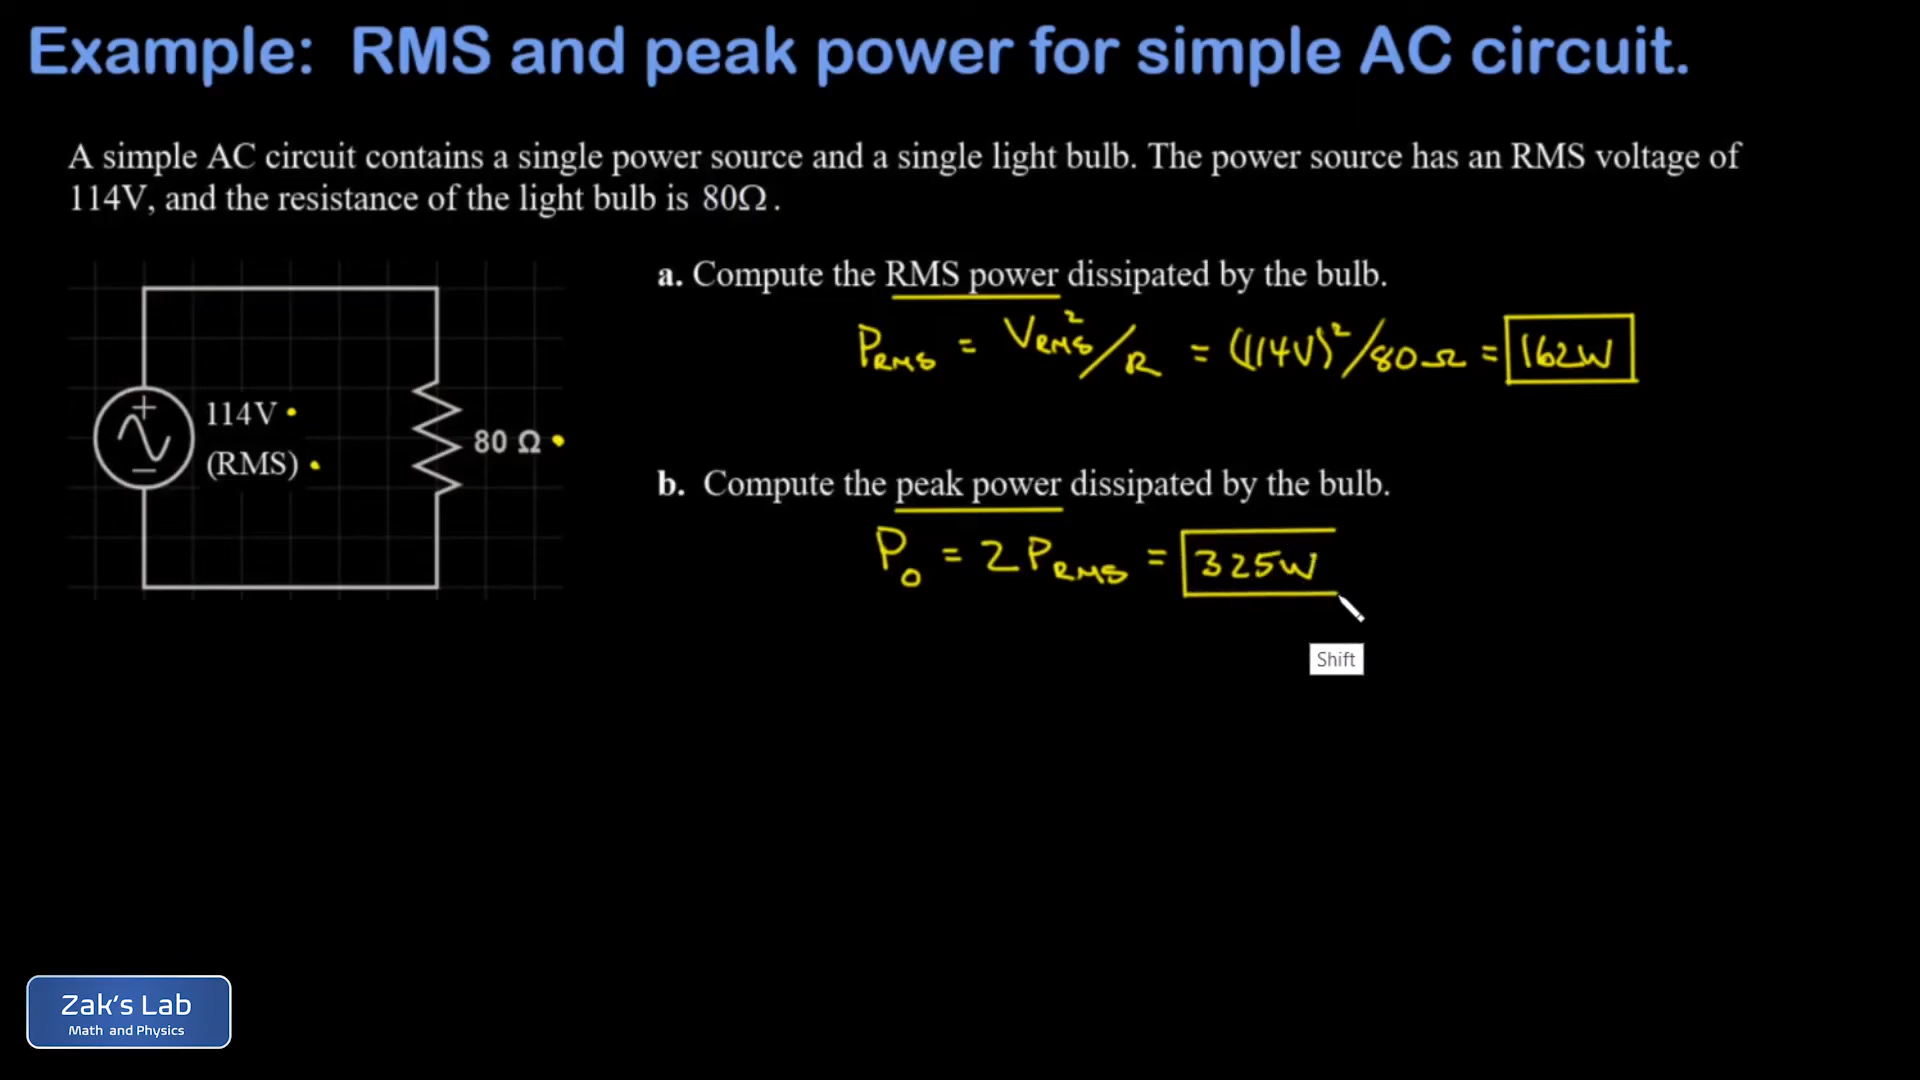 Example: RMS and peak power for simple AC circuit.
A simple AC circuit contains a single power source and a single light bulb. The power source has an RMS voltage of
114V, and the resistance of the light bulb is 80Ω.
a. Compute the RMS power dissipated by the bulb.
P_RMS = V_RMS²/R = (114V)²/80Ω = 162W
114V
(RMS)
80 Ω
b. Compute the peak power dissipated by the bulb.
P₀ = 2P_RMS = 325W
Shift
Zak's Lab
Math and Physics